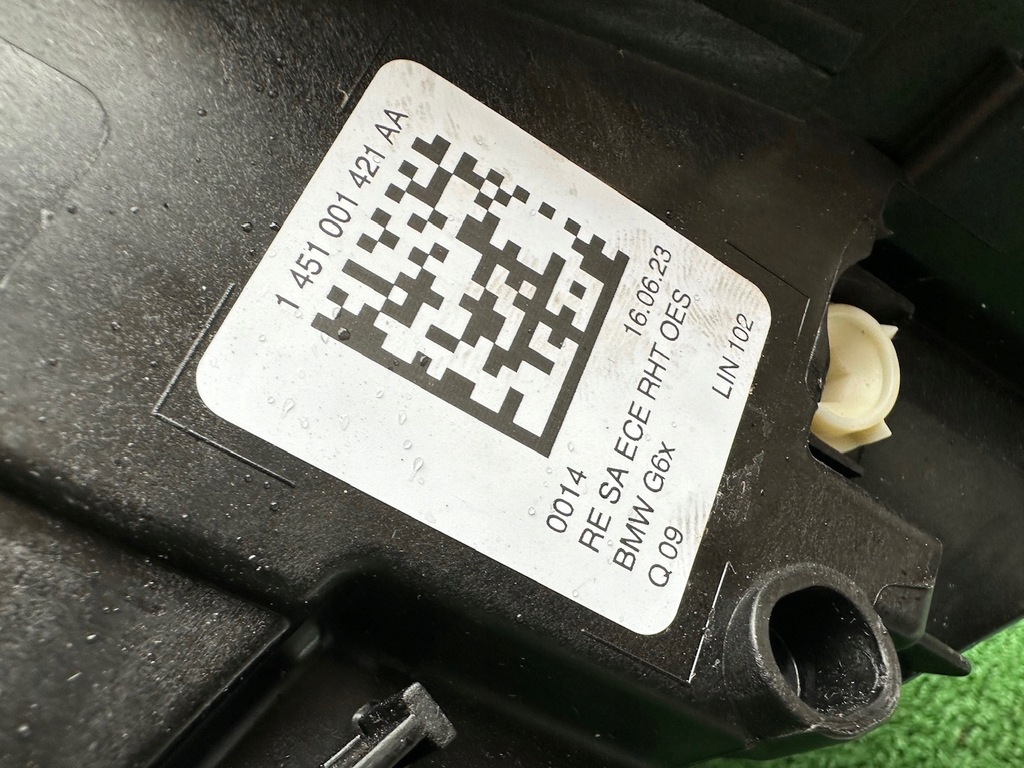 1 451 001 421 AA
0014 16.06.23
RE SA ECE RHT OES
BMW G6x
Q 09 LIN 102